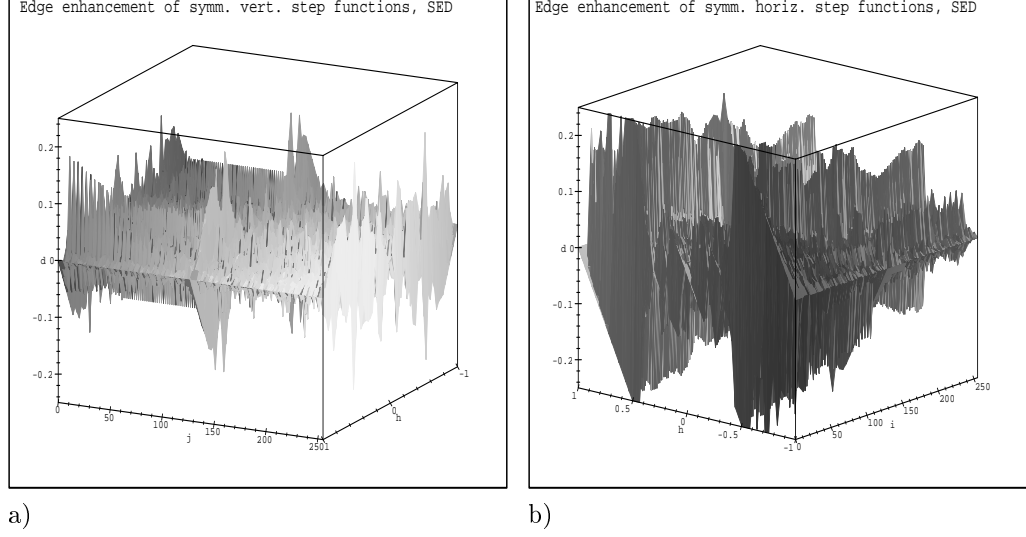 Edge enhancement of symm. vert. step functions, SED
0.2
0.1
d 0
-0.1
-0.2
0
50
100
j
150
200
250
1
0
h
-1
a)
Edge enhancement of symm. horiz. step functions, SED
0.2
0.1
d 0
-0.1
-0.2
1
0.5
0
h
-0.5
-1
0
50
100
i
150
200
250
b)